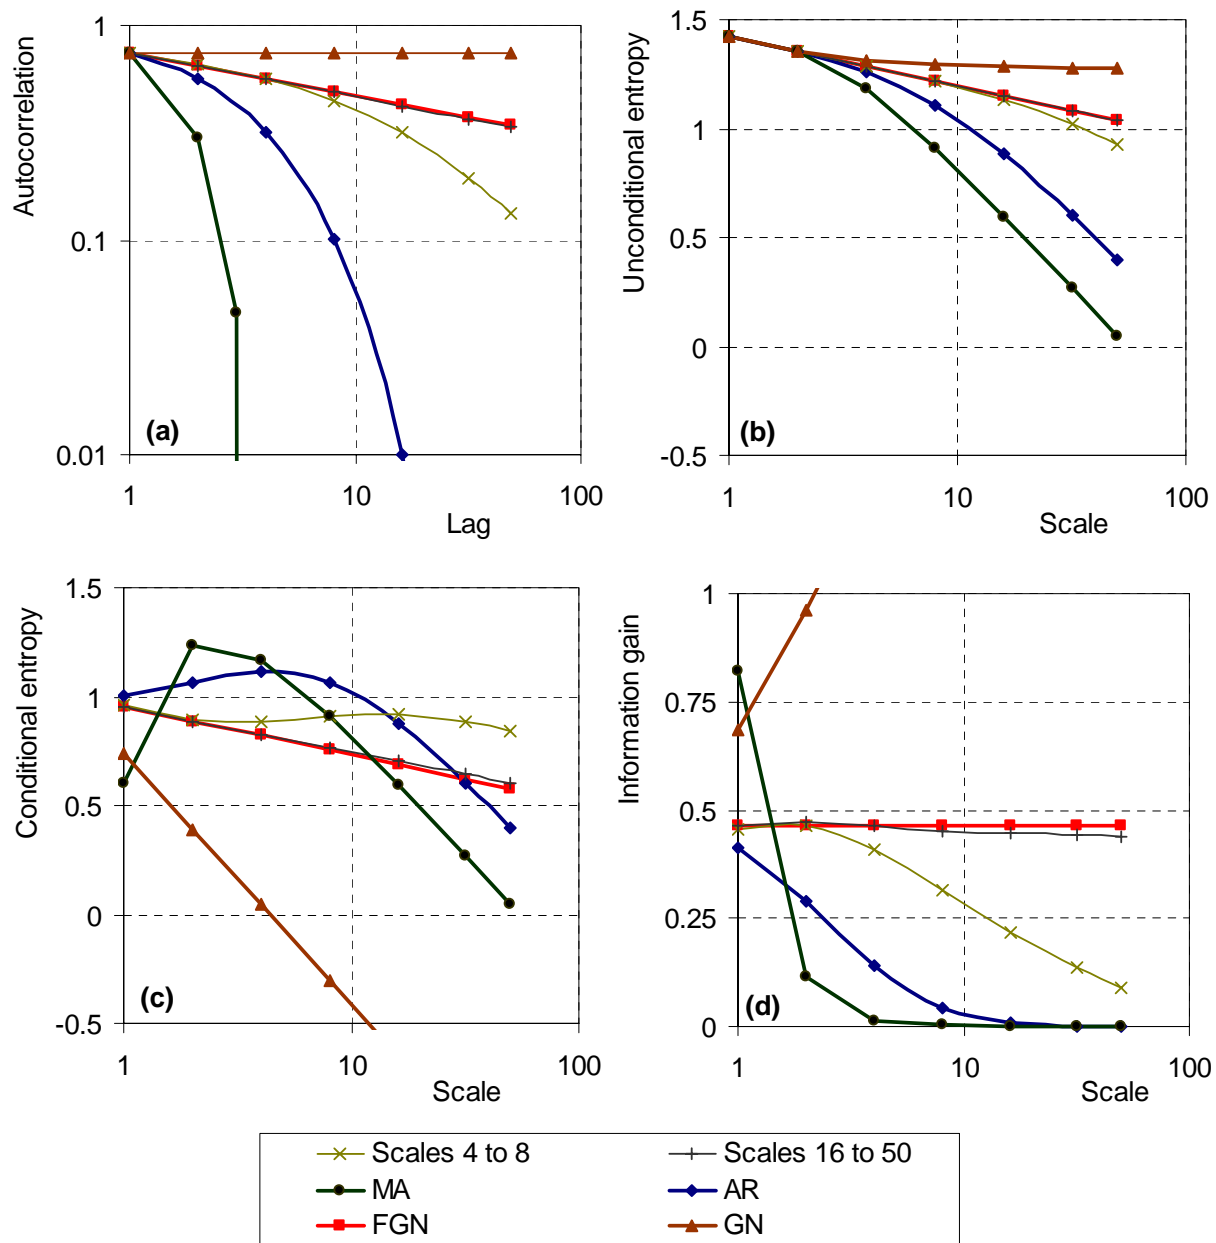 Autocorrelation
1
0.1
0.01
(a)
1
10
100
Lag
Unconditional entropy
1.5
1
0.5
0
-0.5
(b)
1
10
100
Scale
Conditional entropy
1.5
1
0.5
0
-0.5
(c)
1
10
100
Scale
Information gain
1
0.75
0.5
0.25
0
(d)
1
10
100
Scale
Scales 4 to 8
Scales 16 to 50
MA
AR
FGN
GN